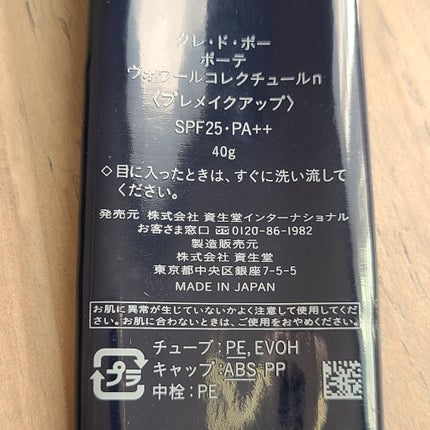 クレ・ド・ポー
ボーテ
ヴォワールコレクチュールn
〈プレメイクアップ〉
SPF25・PA++
40g
◇目に入ったときは、すぐに洗い流して
ください。
発売元 株式会社 資生堂インターナショナル
お客さま窓口 0120-86-1982
製造販売元
株式会社 資生堂
東京都中央区銀座7-5-5
MADE IN JAPAN
お肌に異常が生じていないかよく注意して使用してくだ
さい。お肌に合わないときは、ご使用をおやめください。
プラ
チューブ:PE,EVOH
キャップ:ABS,PP
中栓:PE